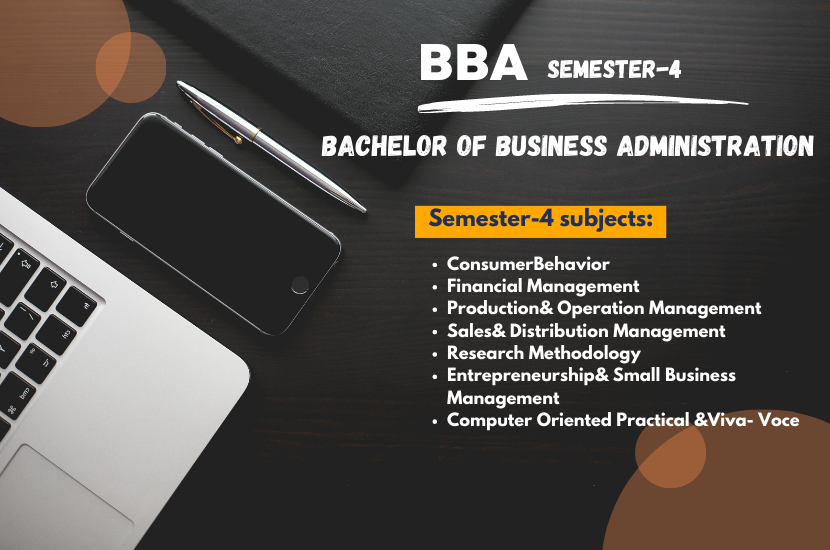 BBA SEMESTER-4
BACHELOR OF BUSINESS ADMINISTRATION
Semester-4 subjects:
• ConsumerBehavior
• Financial Management
• Production& Operation Management
• Sales& Distribution Management
• Research Methodology
• Entrepreneurship& Small Business
Management
• Computer Oriented Practical &Viva- Voce